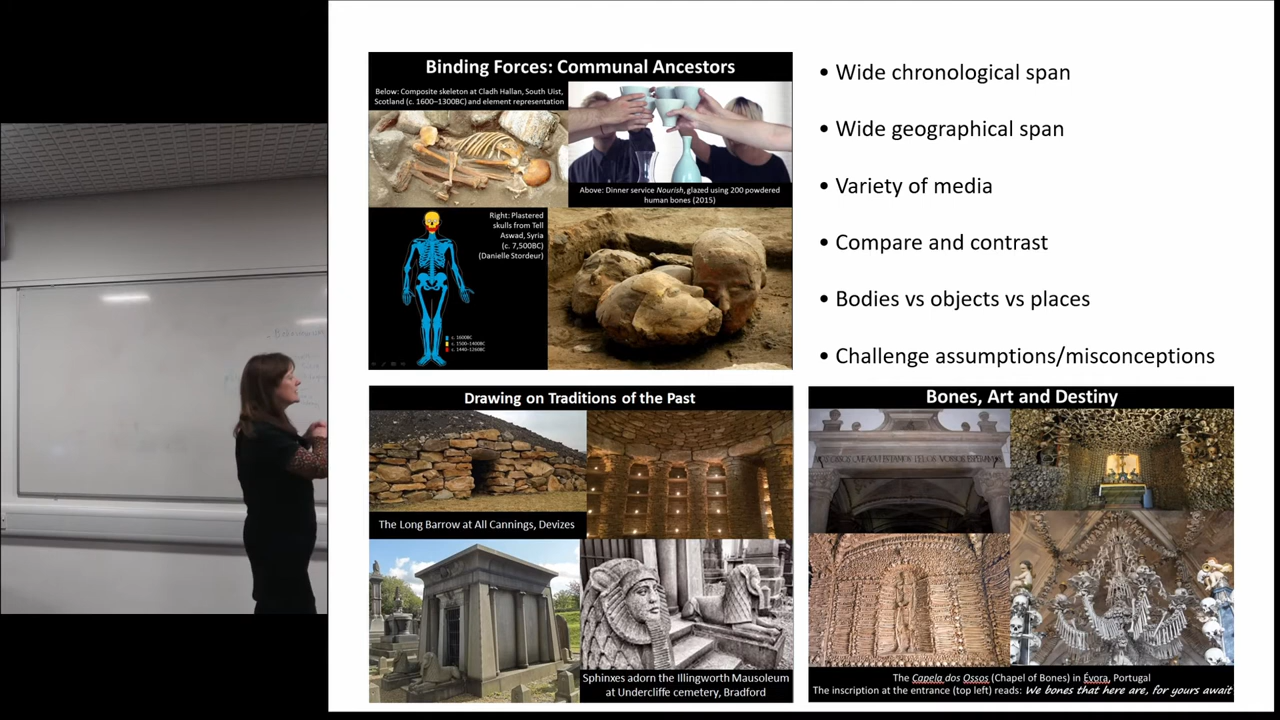 Binding Forces: Communal Ancestors
Below: Composite skeleton at Cladh Hallan, South Uist,
Scotland (c. 1600–1300BC) and element representation
Above: Dinner service Nourish, glazed using 200 powdered
human bones (2015)
Right: Plastered
skulls from Tell
Aswad, Syria
(c. 7,500BC)
(Danielle Stordeur)
c. 1600BC
c. 1500–1400BC
c. 1440–1260BC
• Wide chronological span
• Wide geographical span
• Variety of media
• Compare and contrast
• Bodies vs objects vs places
• Challenge assumptions/misconceptions
Drawing on Traditions of the Past
The Long Barrow at All Cannings, Devizes
Sphinxes adorn the Illingworth Mausoleum
at Undercliffe cemetery, Bradford
Bones, Art and Destiny
The Capela dos Ossos (Chapel of Bones) in Évora, Portugal
The inscription at the entrance (top left) reads: We bones that here are, for yours await